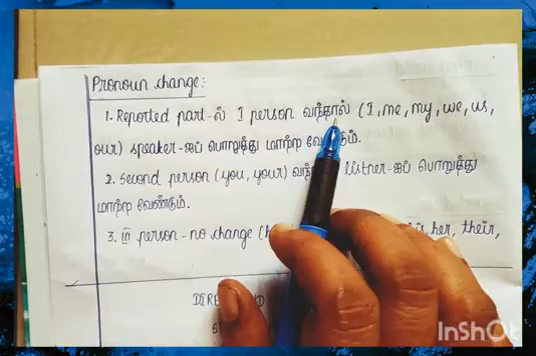 Pronoun change:
1. Reported part-ல் I person வந்தால் (I, me, my, we, us,
our) speaker-ஐப் பொறுத்து மாற்ற வேண்டும்.
2. Second person (you, your) listner-ஐப் பொறுத்து
மாற்ற வேண்டும்.
3. III person - no change her, their,
InShOt